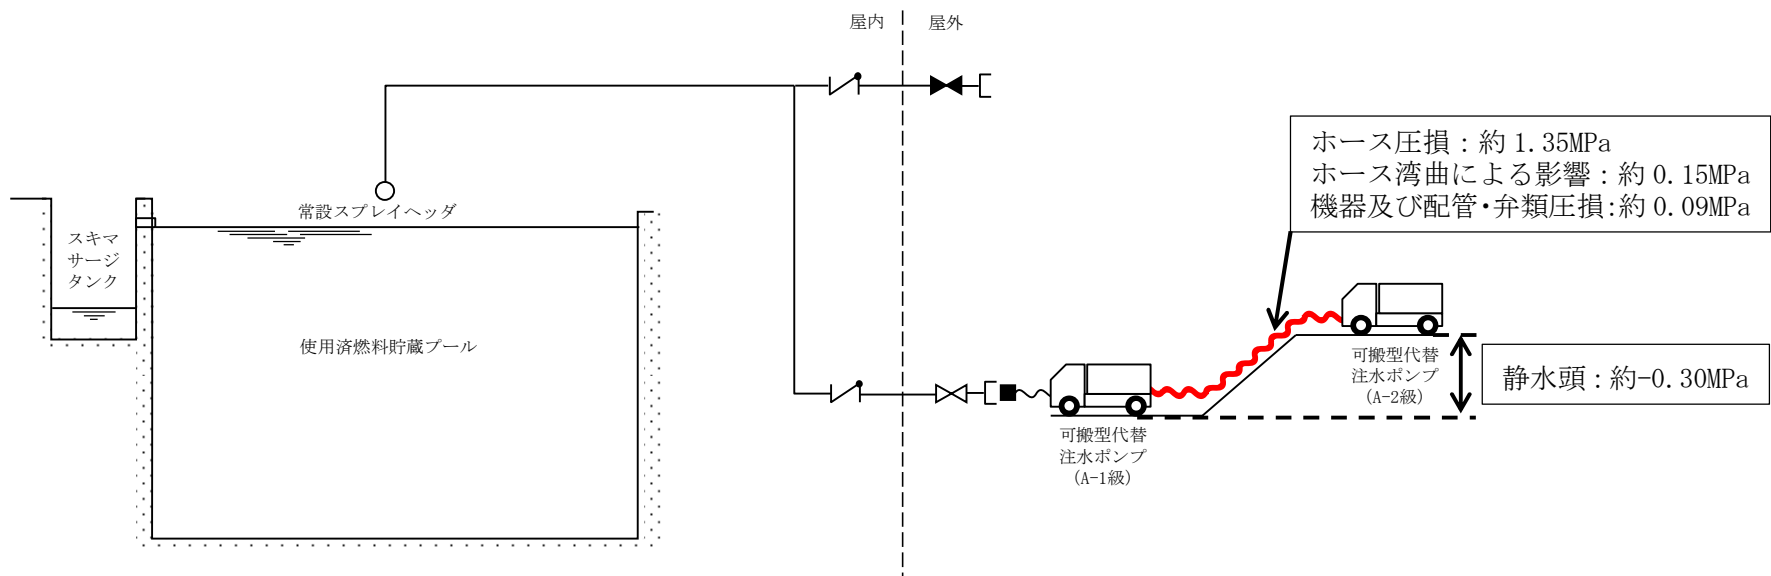 屋内
屋外
ホース圧損：約 1.35MPa
ホース湾曲による影響：約 0.15MPa
機器及び配管･弁類圧損:約 0.09MPa
常設スプレイヘッダ
スキマ
サージ
タンク
使用済燃料貯蔵プール
可搬型代替
注水ポンプ
(A-2級)
静水頭：約-0.30MPa
可搬型代替
注水ポンプ
(A-1級)